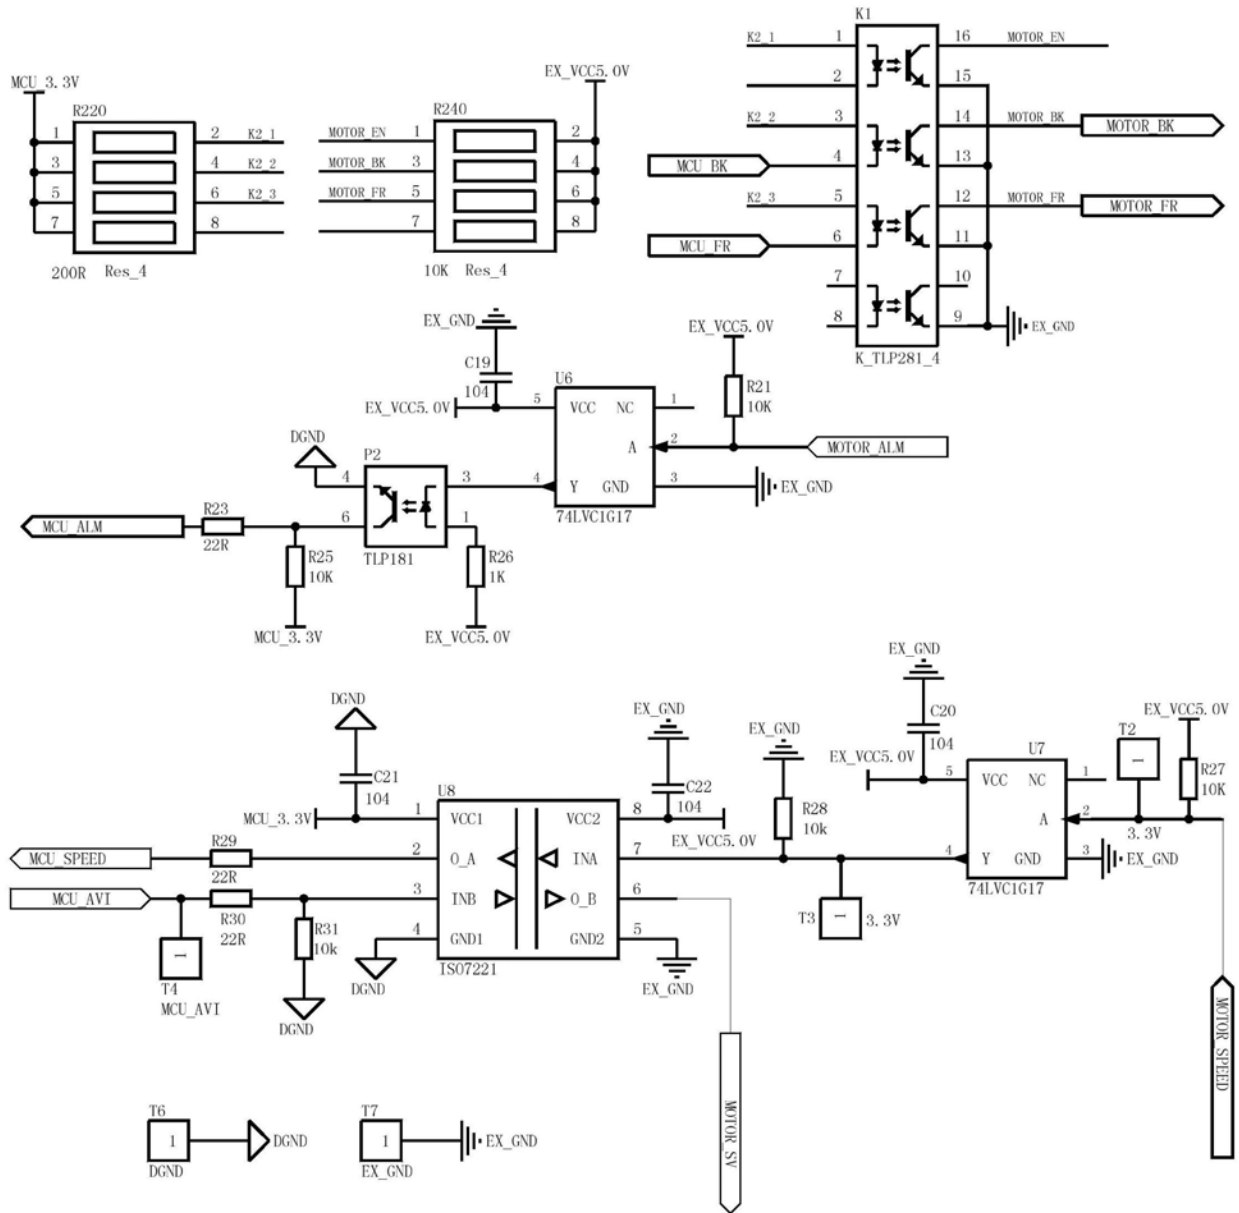 MCU_3.3V
R220
1 2 K2_1
3 4 K2_2
5 6 K2_3
7 8
200R Res_4
EX_VCC5.0V
R240
MOTOR_EN 1 2
MOTOR_BK 3 4
MOTOR_FR 5 6
7 8
10K Res_4
K1
K2_1 1 16 MOTOR_EN
2 15
K2_2 3 14 MOTOR_BK MOTOR_BK
MCU_BK 4 13
K2_3 5 12 MOTOR_FR MOTOR_FR
MCU_FR 6 11
7 10
8 9 EX_GND
K_TLP281_4
EX_GND
C19
104
EX_VCC5.0V
U6
5 VCC NC 1
A 2
4 Y GND 3
74LVC1G17
EX_VCC5.0V
R21
10K
MOTOR_ALM
EX_GND
DGND
P2
4 3
6 1
TLP181
MCU_ALM
R23
22R
R25
10K
MCU_3.3V
R26
1K
EX_VCC5.0V
DGND
C21
104
MCU_3.3V
U8
1 VCC1 VCC2 8
2 O_A INA 7
3 INB O_B 6
4 GND1 GND2 5
ISO7221
EX_GND
C22
104
EX_VCC5.0V
MCU_SPEED
R29
22R
MCU_AVI
R30
22R
R31
10k
DGND
DGND
1
T4
MCU_AVI
EX_GND
EX_GND
R28
10k
T3 1 3.3V
EX_GND
C20
104
EX_VCC5.0V
U7
5 VCC NC 1
A 2
4 Y GND 3
74LVC1G17
EX_GND
T2
1
3.3V
EX_VCC5.0V
R27
10K
MOTOR_SPEED
MOTOR_SV
T6
1 DGND
DGND
T7
1 EX_GND
EX_GND